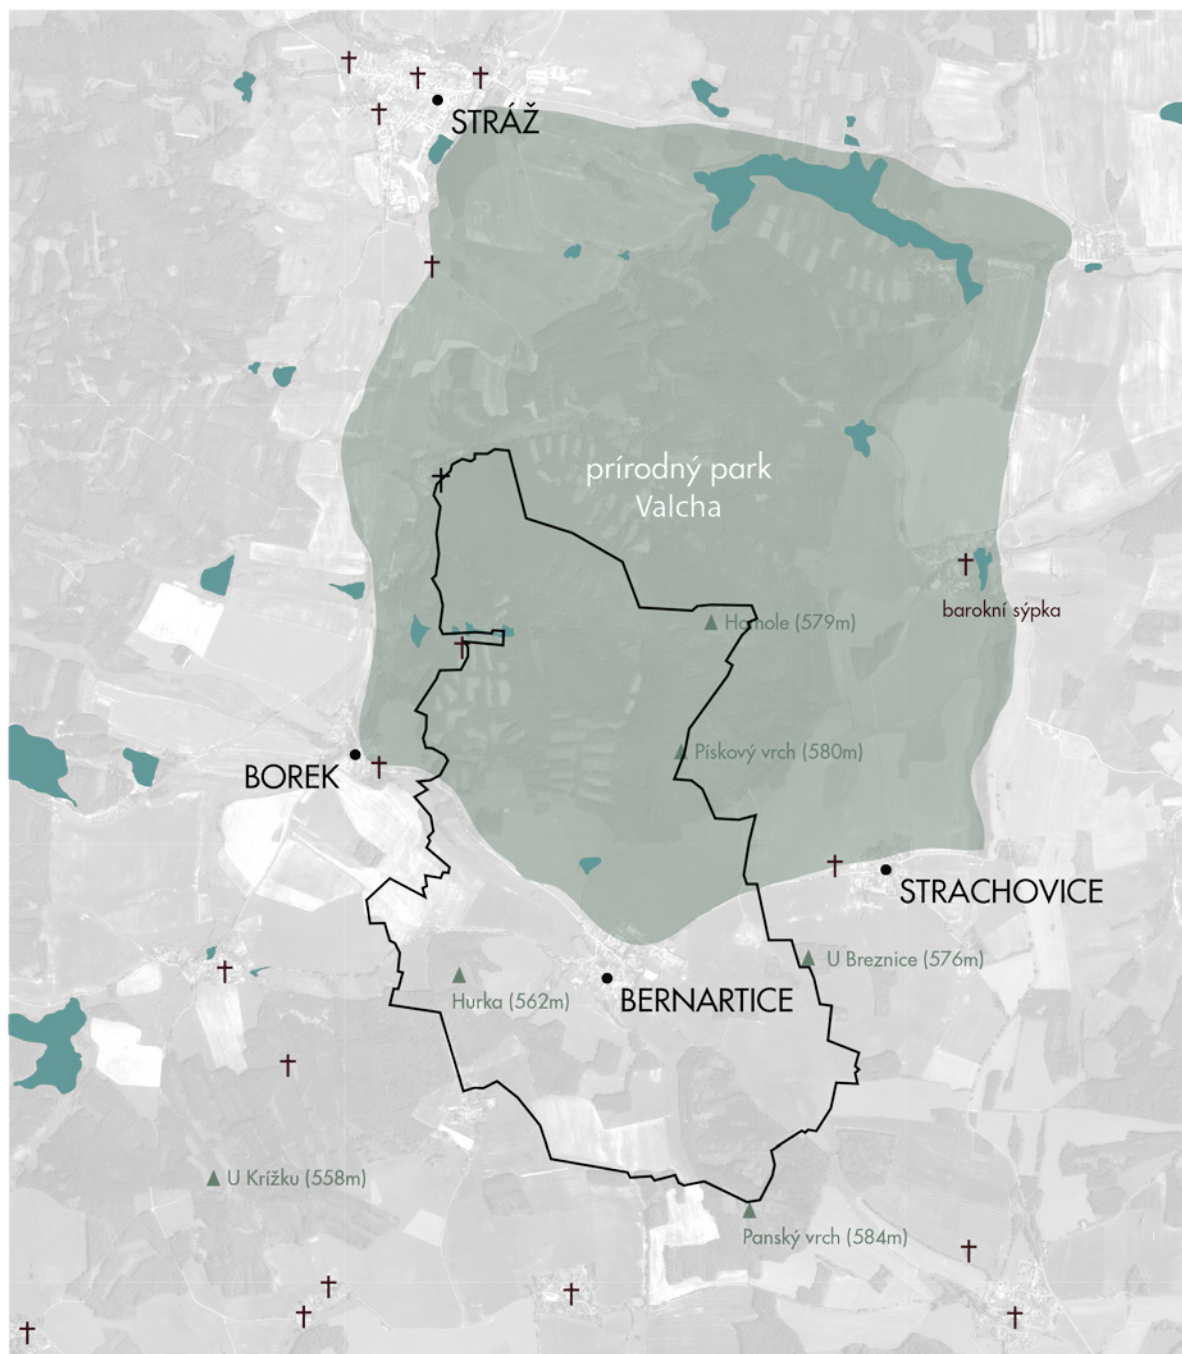 STRÁŽ
prírodný park
Valcha
barokní sýpka
Homole (579m)
Pískový vrch (580m)
BOREK
STRACHOVICE
U Breznice (576m)
Hurka (562m)
BERNARTICE
U Krížku (558m)
Panský vrch (584m)